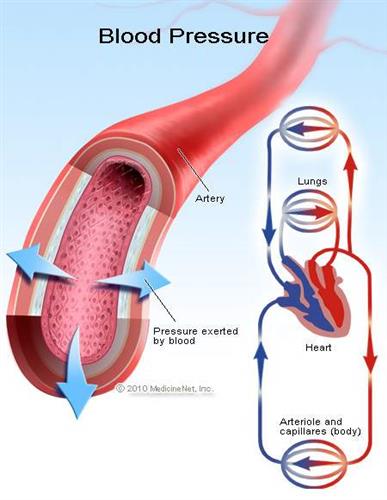 Blood Pressure
Artery
Lungs
Pressure exerted
by blood
Heart
© 2010 MedicineNet, Inc.
Arteriole and
capillares (body)